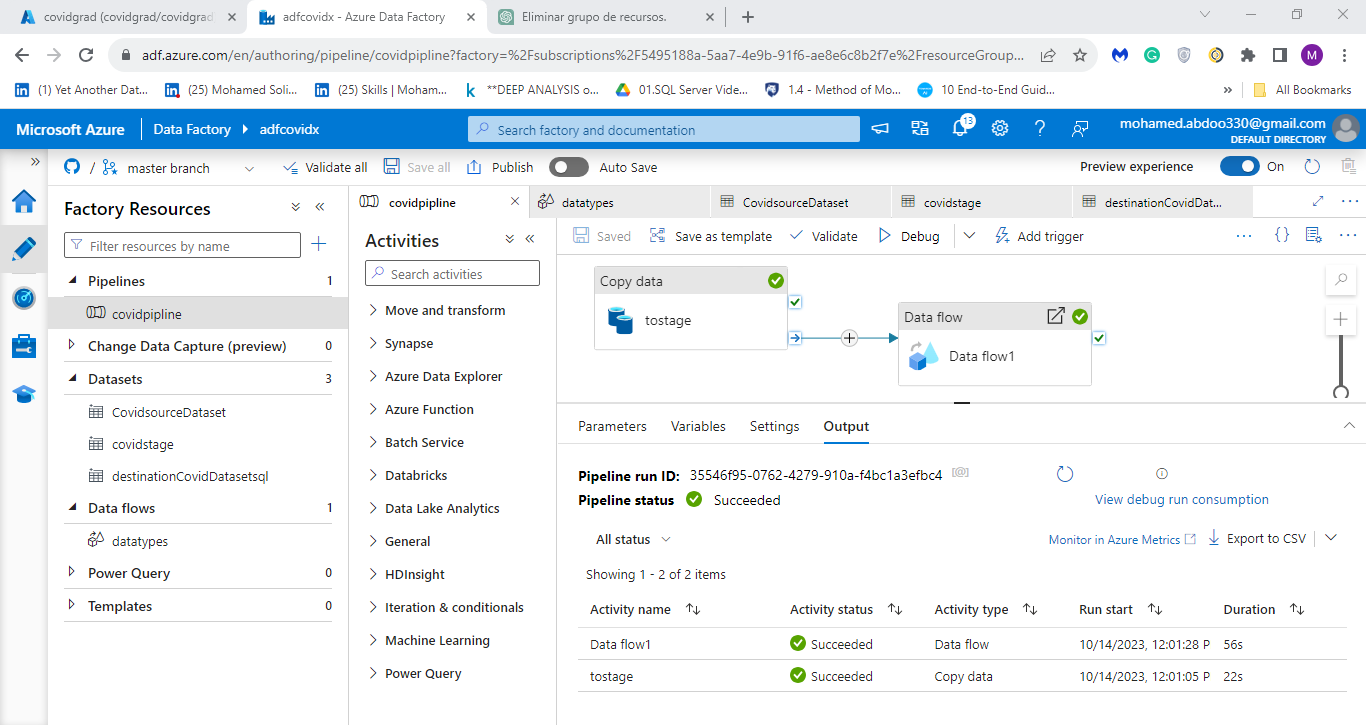 covidgrad (covidgrad/covidgrad
adfcovidx - Azure Data Factory
Eliminar grupo de recursos.
adf.azure.com/en/authoring/pipeline/covidpipline?factory=%2Fsubscriptions%2F5495188a-5aa7-4e9b-91f6-ae8e6c8b2f7e%2FresourceGroup...
M
(1) Yet Another Dat...
(25) Mohamed Soli...
(25) Skills | Moham...
**DEEP ANALYSIS o...
01.SQL Server Vide...
1.4 - Method of Mo...
10 End-to-End Guid...
»
All Bookmarks
Microsoft Azure
Data Factory
adfcovidx
Search factory and documentation
13
mohamed.abdoo330@gmail.com
DEFAULT DIRECTORY
/ master branch
Validate all
Save all
Publish
Auto Save
Preview experience
On
Factory Resources
Filter resources by name
Pipelines 1
covidpipline
Change Data Capture (preview) 0
Datasets 3
CovidsourceDataset
covidstage
destinationCovidDatasetsql
Data flows 1
datatypes
Power Query 0
Templates 0
covidpipline
datatypes
CovidsourceDataset
covidstage
destinationCovidDat...
Activities
Search activities
Move and transform
Synapse
Azure Data Explorer
Azure Function
Batch Service
Databricks
Data Lake Analytics
General
HDInsight
Iteration & conditionals
Machine Learning
Power Query
Saved
Save as template
Validate
Debug
Add trigger
Copy data
tostage
Data flow
Data flow1
Parameters Variables Settings Output
Pipeline run ID: 35546f95-0762-4279-910a-f4bc1a3efbc4 [@]
Pipeline status Succeeded
View debug run consumption
All status
Monitor in Azure Metrics
Export to CSV
Showing 1 - 2 of 2 items
Activity name Activity status Activity type Run start Duration
Data flow1 Succeeded Data flow 10/14/2023, 12:01:28 P 56s
tostage Succeeded Copy data 10/14/2023, 12:01:05 P 22s